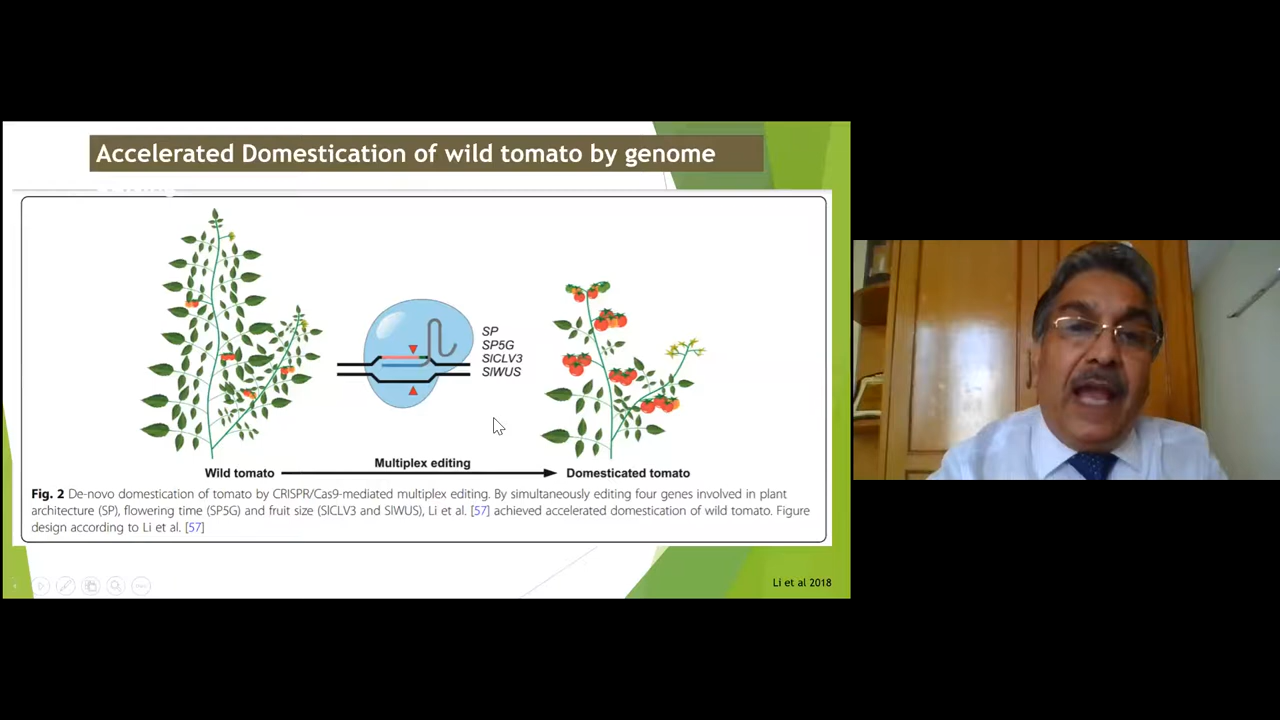 Accelerated Domestication of wild tomato by genome
SP
SP5G
SlCLV3
SlWUS
Multiplex editing
Wild tomato
Domesticated tomato
Fig. 2 De-novo domestication of tomato by CRISPR/Cas9-mediated multiplex editing. By simultaneously editing four genes involved in plant
architecture (SP), flowering time (SP5G) and fruit size (SlCLV3 and SlWUS), Li et al. [57] achieved accelerated domestication of wild tomato. Figure
design according to Li et al. [57]
Li et al 2018